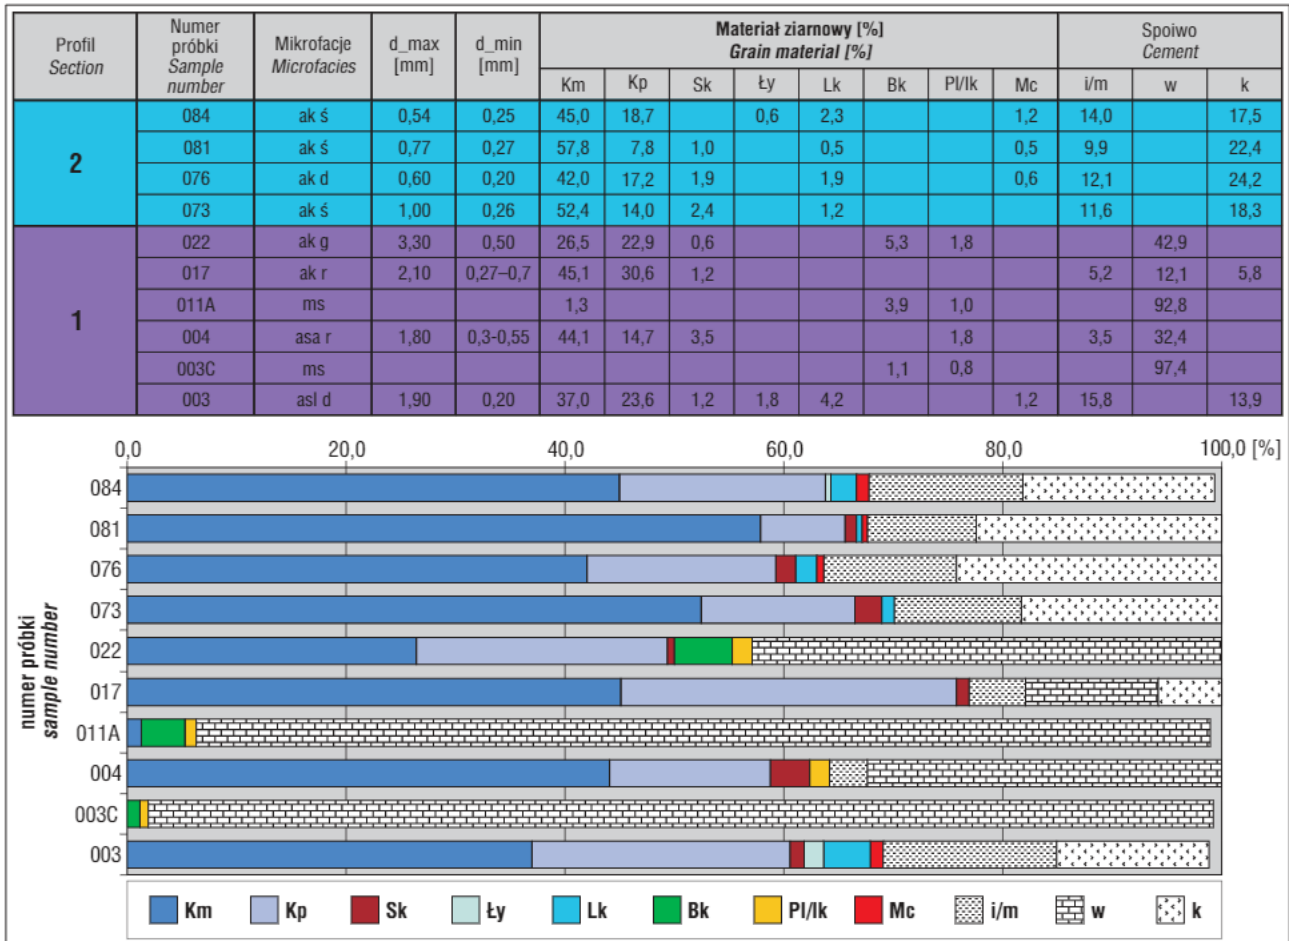 Profil Section | Numer próbki Sample number | Mikrofacje Microfacies | d_max [mm] | d_min [mm] | Materiał ziarnowy [%] Grain material [%] | Spoiwo Cement
Km | Kp | Sk | Ły | Lk | Bk | Pl/Ik | Mc | i/m | w | k
2
084 | ak ś | 0,54 | 0,25 | 45,0 | 18,7 | | 0,6 | 2,3 | | | 1,2 | 14,0 | | 17,5
081 | ak ś | 0,77 | 0,27 | 57,8 | 7,8 | 1,0 | | 0,5 | | | 0,5 | 9,9 | | 22,4
076 | ak d | 0,60 | 0,20 | 42,0 | 17,2 | 1,9 | | 1,9 | | | 0,6 | 12,1 | | 24,2
073 | ak ś | 1,00 | 0,26 | 52,4 | 14,0 | 2,4 | | 1,2 | | | | 11,6 | | 18,3
1
022 | ak g | 3,30 | 0,50 | 26,5 | 22,9 | 0,6 | | | 5,3 | 1,8 | | | 42,9 |
017 | ak r | 2,10 | 0,27–0,7 | 45,1 | 30,6 | 1,2 | | | | | | 5,2 | 12,1 | 5,8
011A | ms | | | 1,3 | | | | | 3,9 | 1,0 | | | 92,8 |
004 | asa r | 1,80 | 0,3-0,55 | 44,1 | 14,7 | 3,5 | | | | 1,8 | | 3,5 | 32,4 |
003C | ms | | | | | | | | 1,1 | 0,8 | | | 97,4 |
003 | asl d | 1,90 | 0,20 | 37,0 | 23,6 | 1,2 | 1,8 | 4,2 | | | 1,2 | 15,8 | | 13,9
0,0 20,0 40,0 60,0 80,0 100,0 [%]
numer próbki
sample number
084
081
076
073
022
017
011A
004
003C
003
Km Kp Sk Ły Lk Bk Pl/Ik Mc i/m w k